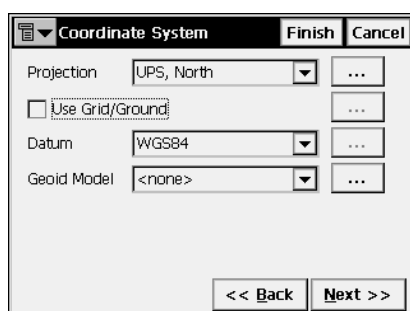 Coordinate System Finish Cancel
Projection UPS, North ...
Use Grid/Ground ...
Datum WGS84 ...
Geoid Model <none> ...
<< Back Next >>